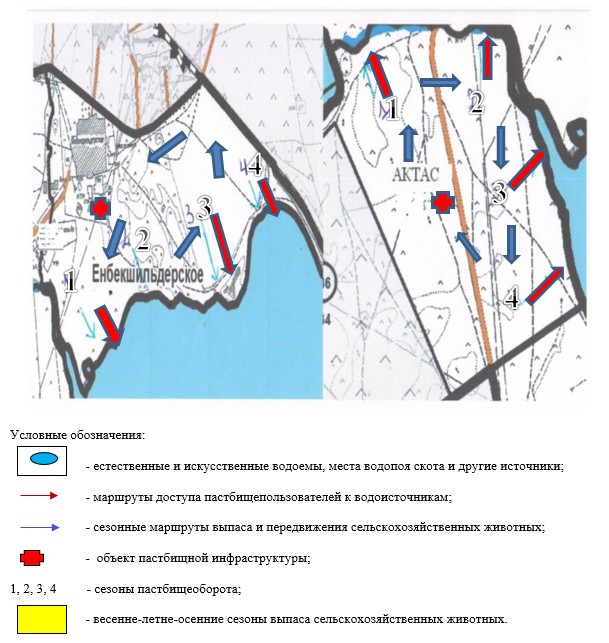 1
2
3
4
Енбекшильдерское
1
2
3
4
АКТАС
Условные обозначения:
- естественные и искусственные водоемы, места водопоя скота и другие источники;
- маршруты доступа пастбищепользователей к водоисточникам;
- сезонные маршруты выпаса и передвижения сельскохозяйственных животных;
- объект пастбищной инфраструктуры;
1, 2, 3, 4 - сезоны пастбищеоборота;
- весенне-летне-осенние сезоны выпаса сельскохозяйственных животных.